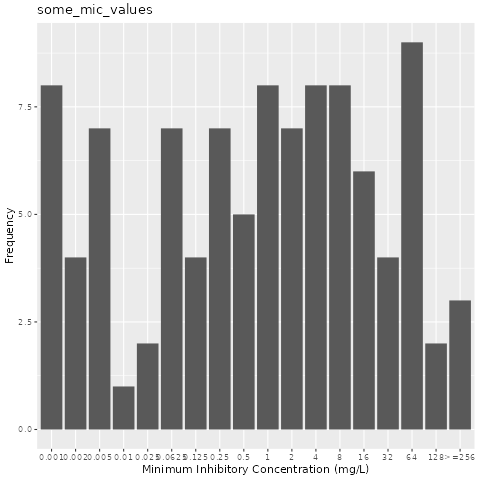 some_mic_values
Frequency
7.5
5.0
2.5
0.0
0.001 0.002 0.005 0.01 0.025 0.0625 0.125 0.25 0.5 1 2 4 8 16 32 64 128 >=256
Minimum Inhibitory Concentration (mg/L)